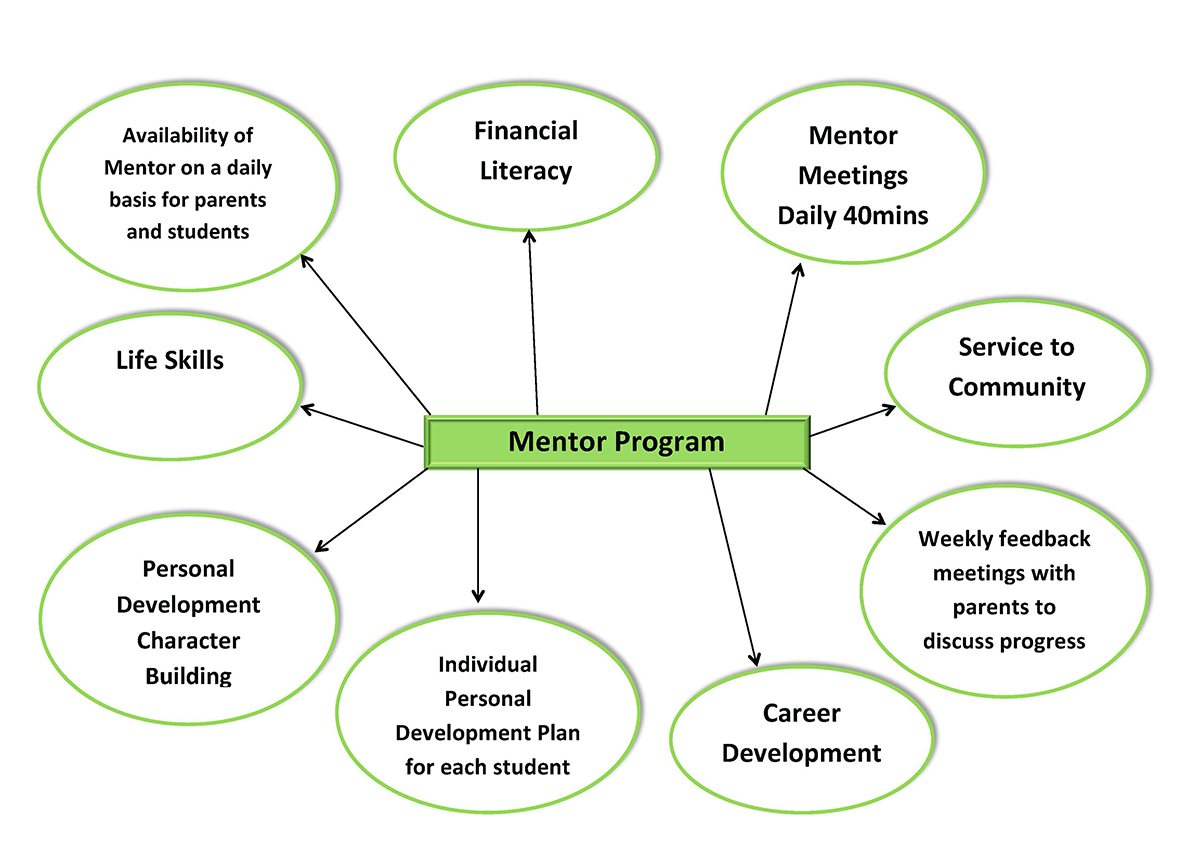 Availability of
Mentor on a daily
basis for parents
and students
Financial
Literacy
Mentor
Meetings
Daily 40mins
Life Skills
Service to
Community
Mentor Program
Personal
Development
Character
Building
Individual
Personal
Development Plan
for each student
Career
Development
Weekly feedback
meetings with
parents to
discuss progress